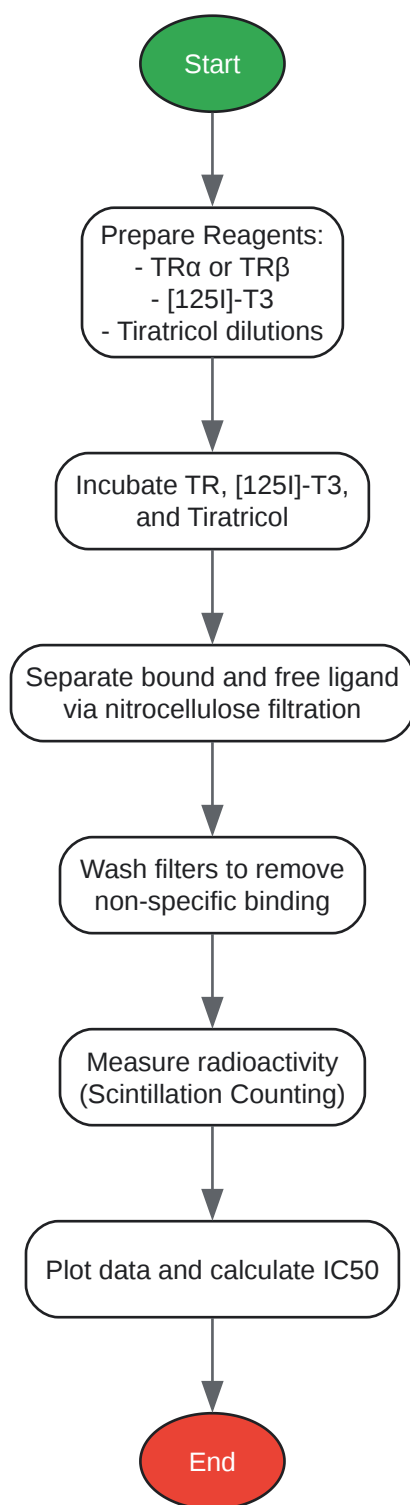 Start
Prepare Reagents:
- TRα or TRβ
- [125I]-T3
- Tiratricol dilutions
Incubate TR, [125I]-T3,
and Tiratricol
Separate bound and free ligand
via nitrocellulose filtration
Wash filters to remove
non-specific binding
Measure radioactivity
(Scintillation Counting)
Plot data and calculate IC50
End